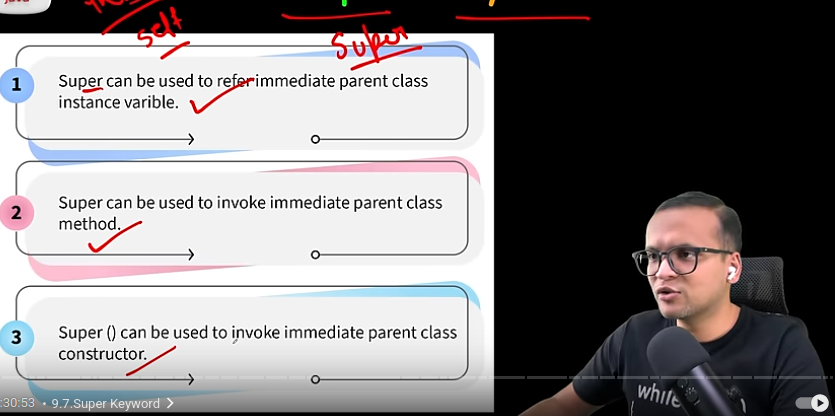 java
self
Super
1
Super can be used to refer immediate parent class
instance varible.
2
Super can be used to invoke immediate parent class
method.
3
Super () can be used to invoke immediate parent class
constructor.
:30:53 • 9.7.Super Keyword
while